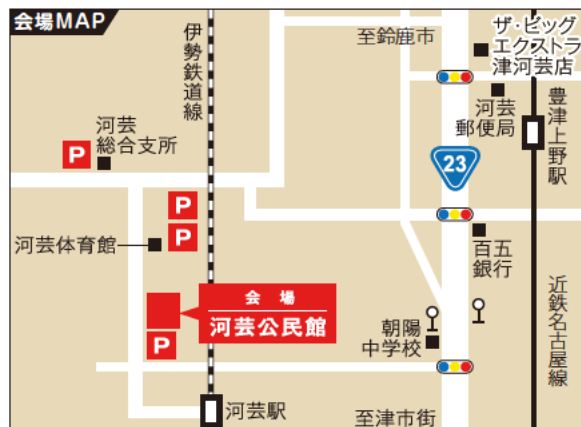 会場MAP
伊勢鉄道線
至鈴鹿市
ザ・ビッグ
エクストラ
津河芸店
河芸
郵便局
豊津上野駅
河芸
総合支所
P
23
P
P
河芸体育館
百五
銀行
会場
河芸公民館
P
朝陽
中学校
近鉄名古屋線
河芸駅
至津市街